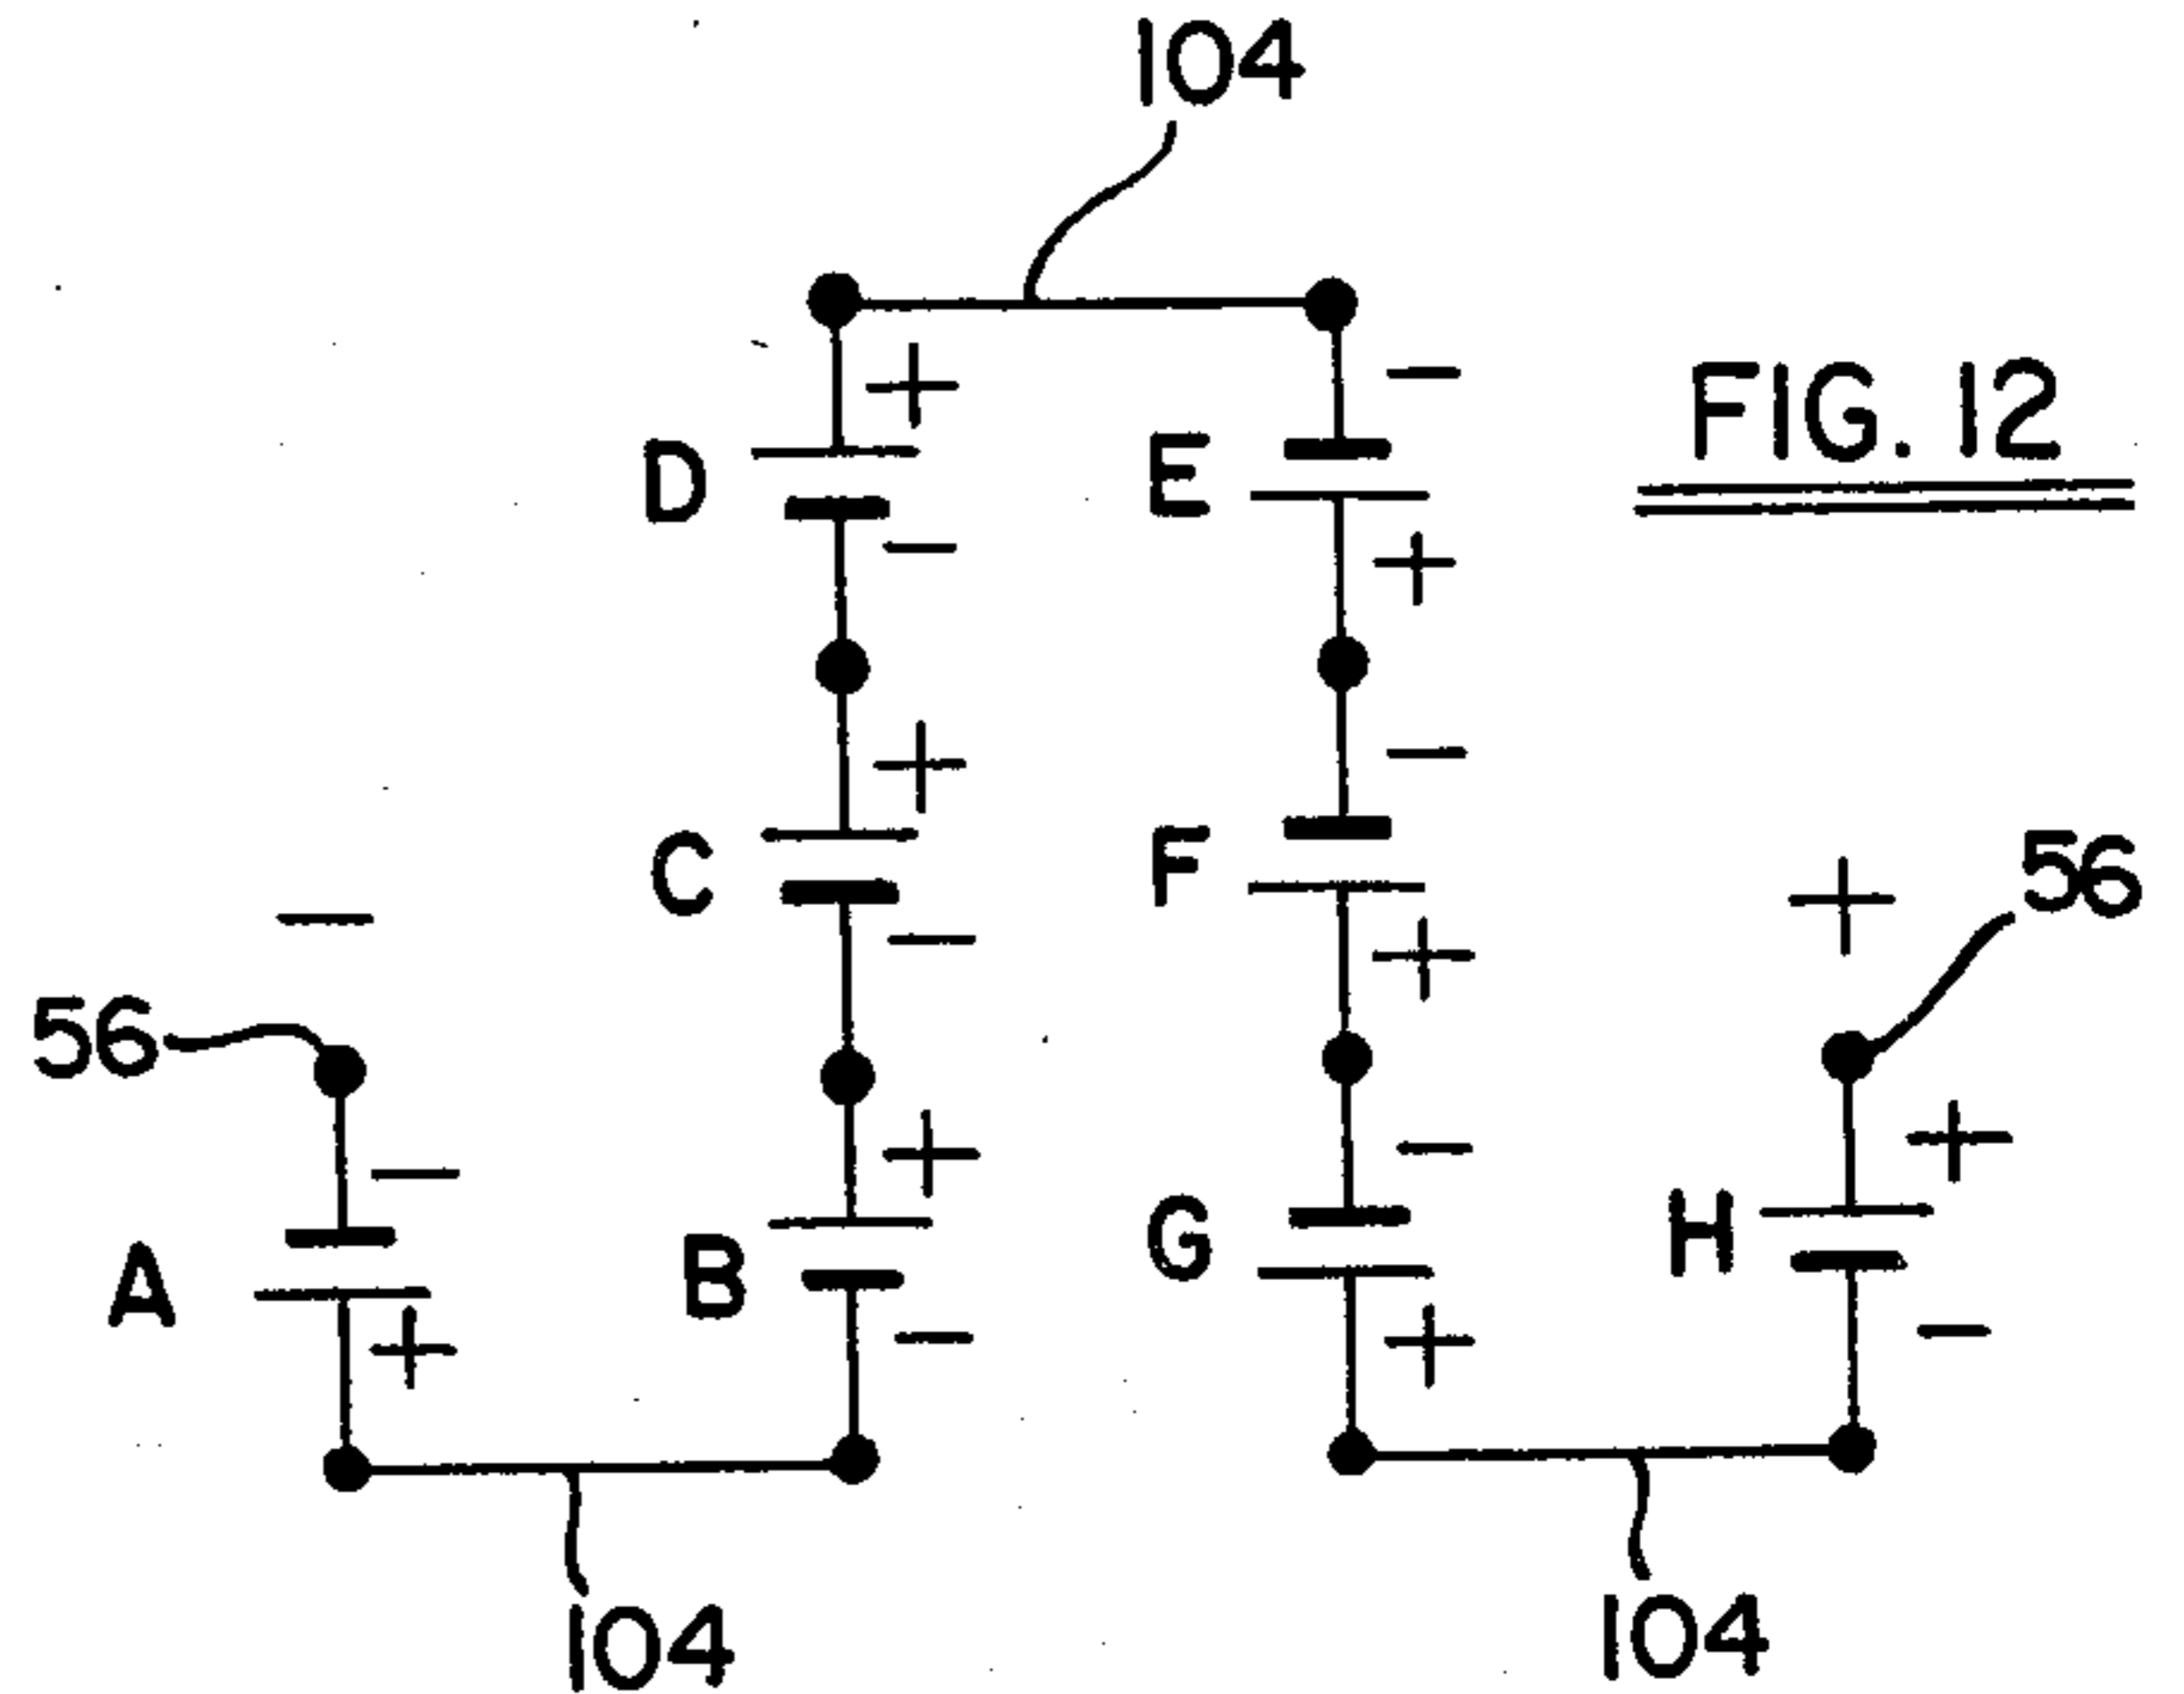 104
FIG. 12
D + −
E − +
C + −
F − +
56 −
+ 56
A − +
B + −
G − +
H + −
104
104